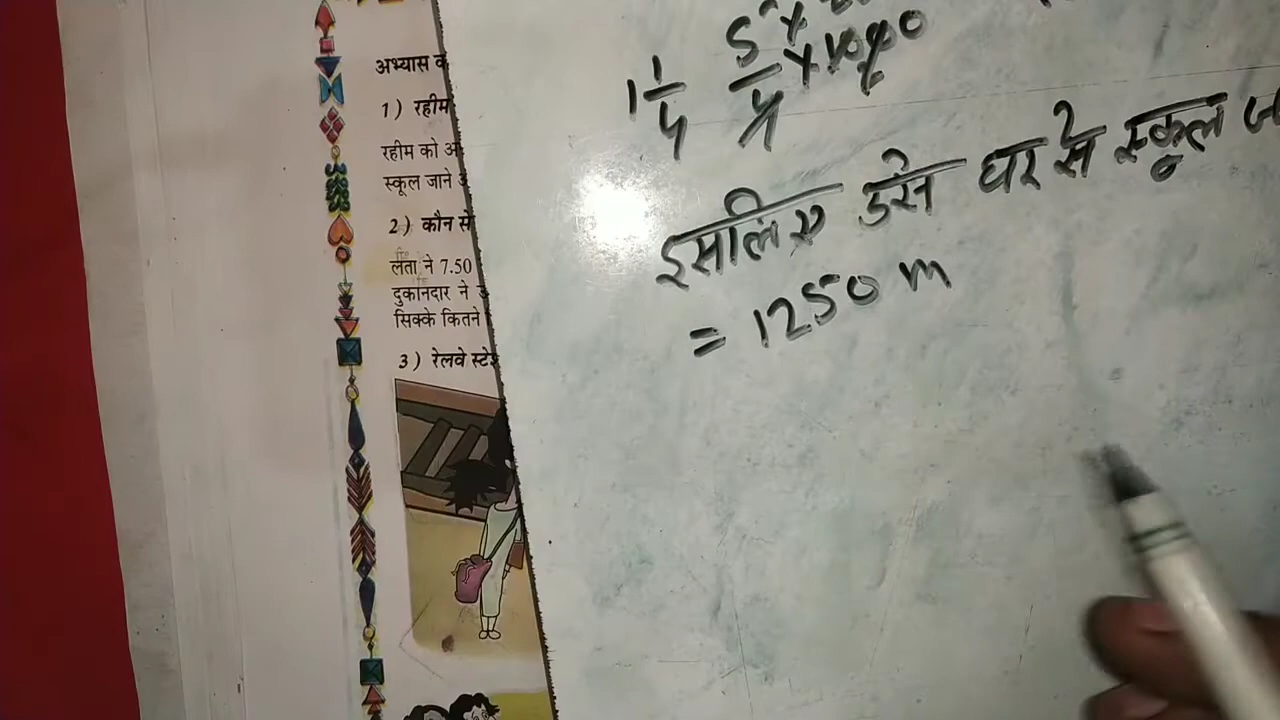 अभ्यास
1) रहीम
रहीम को
स्कूल जाने
2) कौन से
लता ने 7.50
दुकानदार ने
सिक्के कितने
3) रेलवे
1 1/4 5/4 × 1000
इसलिए उसे घर से स्कूल
= 1250 m